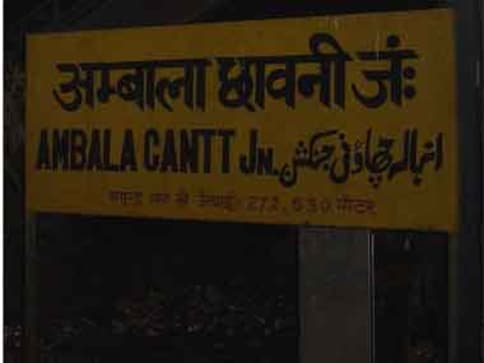 अम्बाला छावनी जंः
AMBALA CANTT JN. انبالہ چھاؤنی جنکشن
समुद्र तल से ऊंचाई 272.630 मीटर